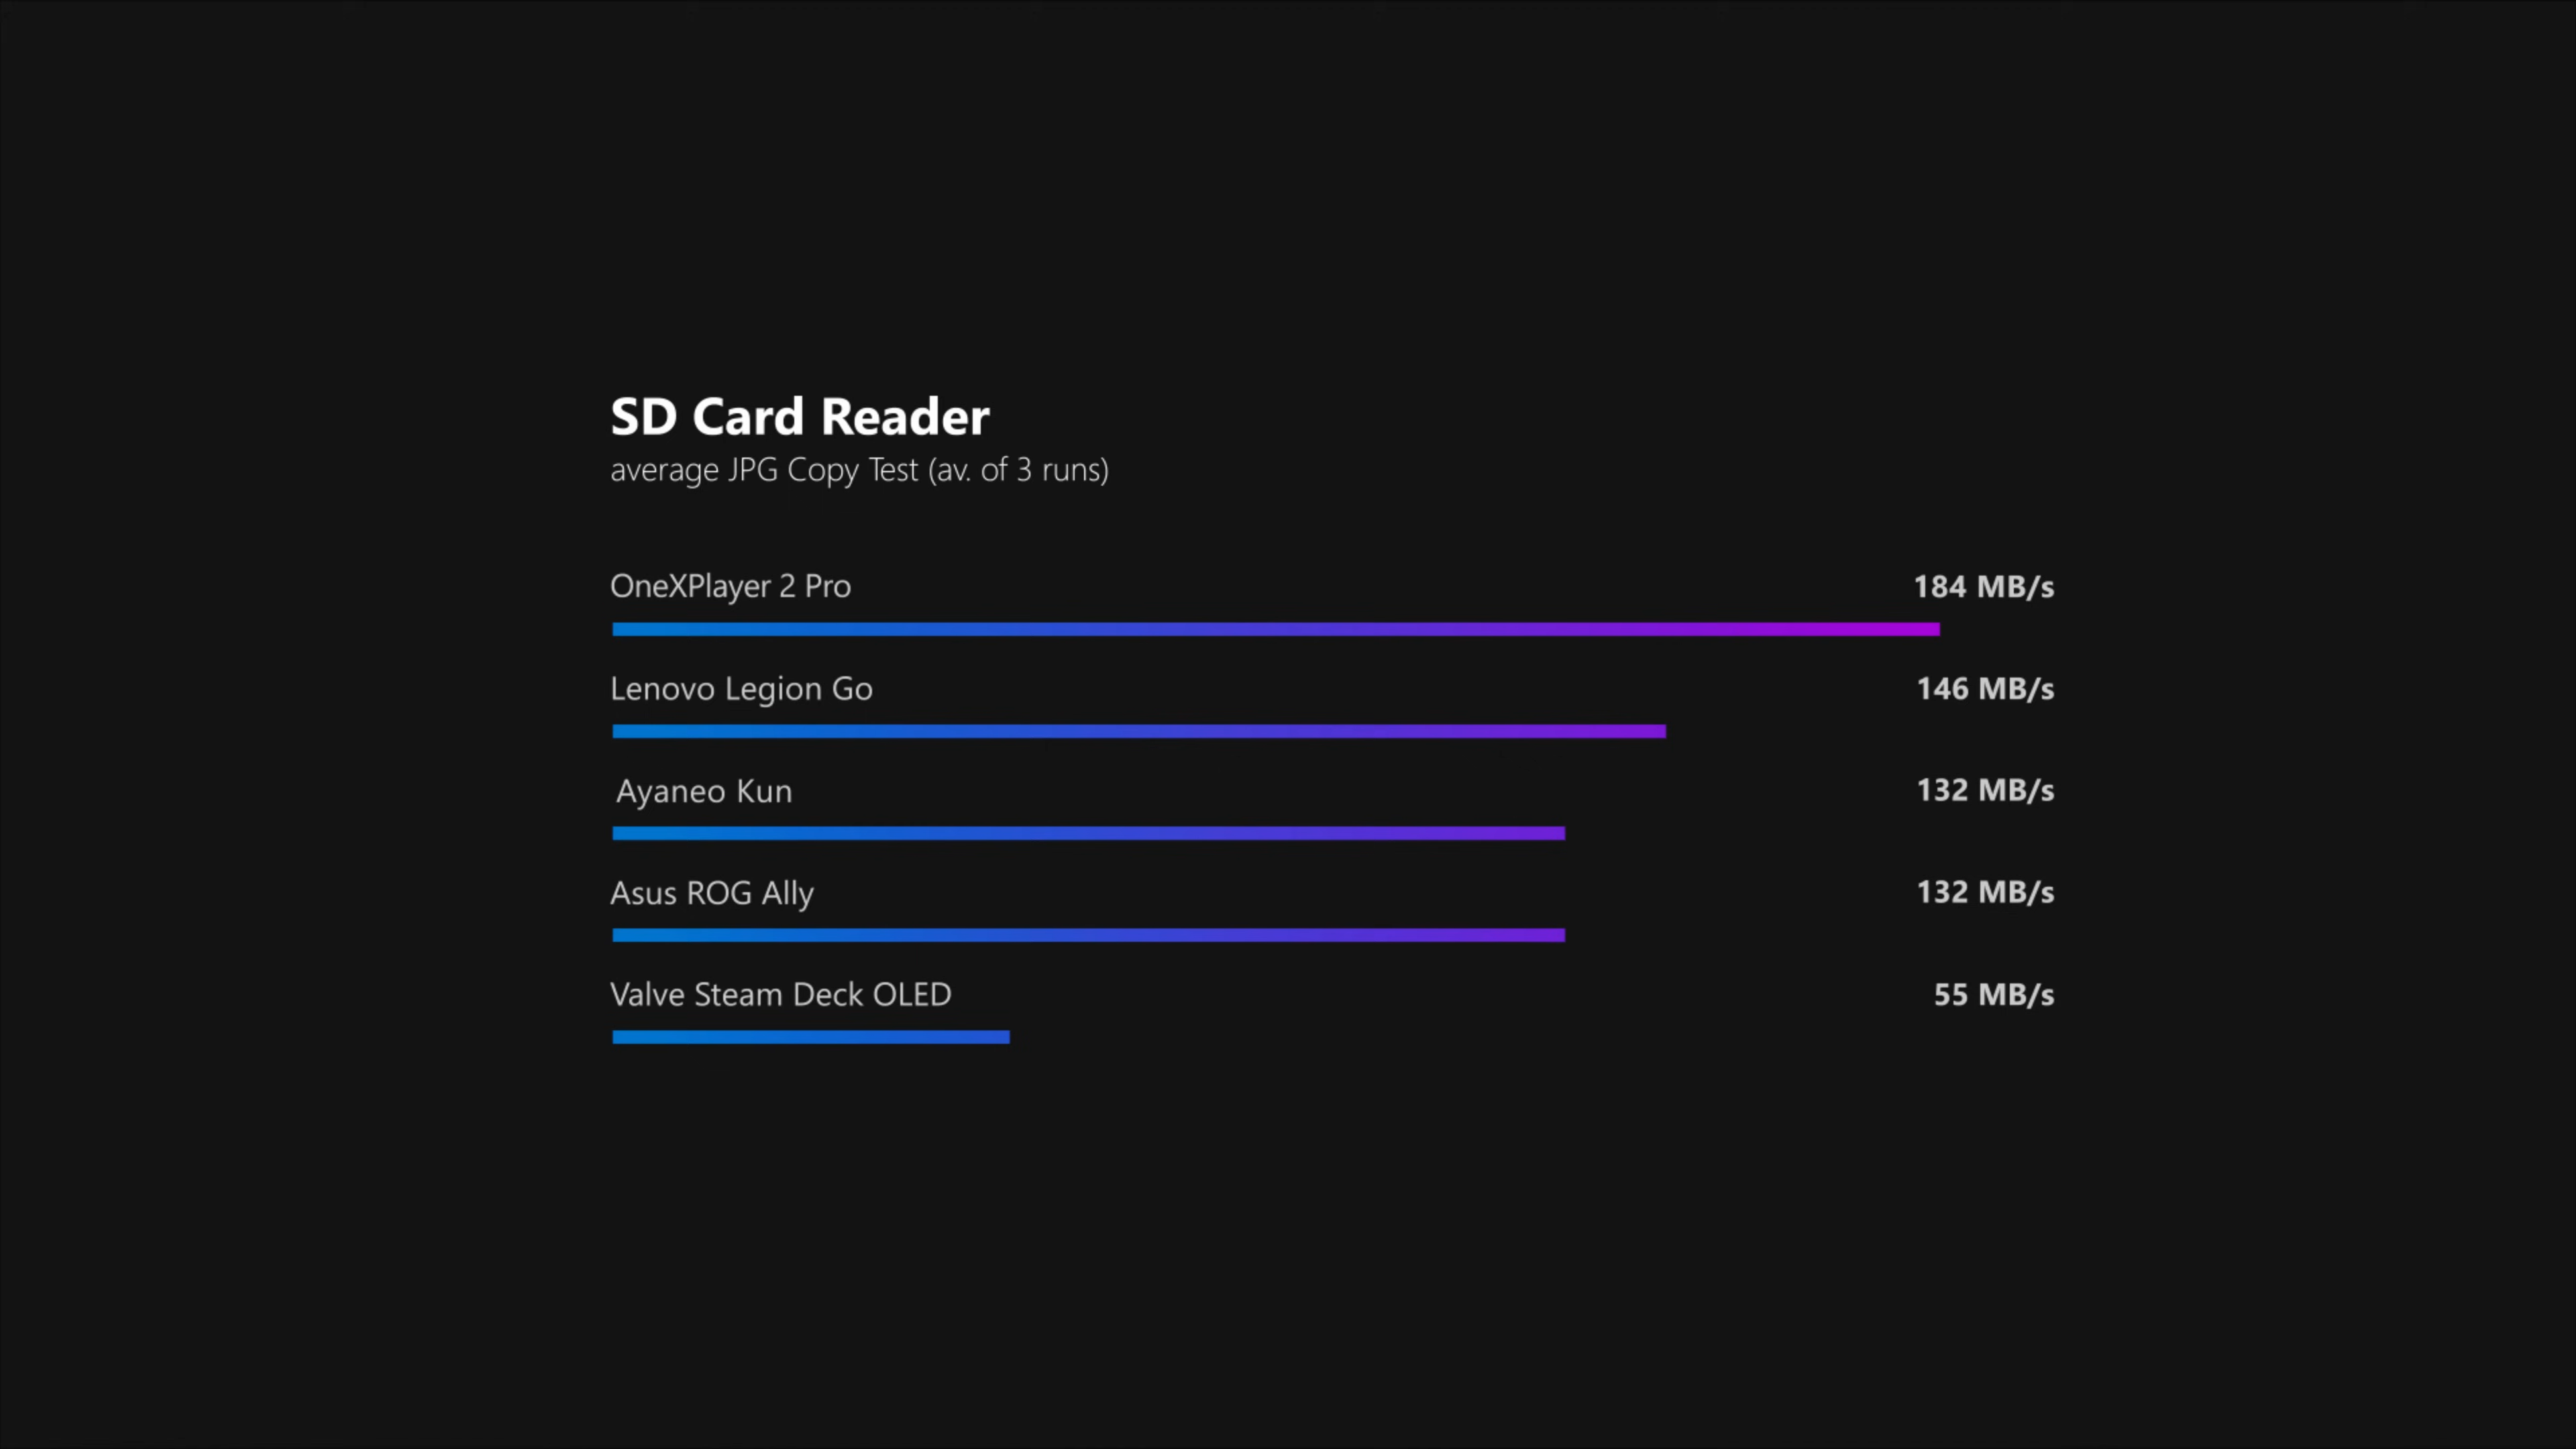 SD Card Reader
average JPG Copy Test (av. of 3 runs)
OneXPlayer 2 Pro 184 MB/s
Lenovo Legion Go 146 MB/s
Ayaneo Kun 132 MB/s
Asus ROG Ally 132 MB/s
Valve Steam Deck OLED 55 MB/s